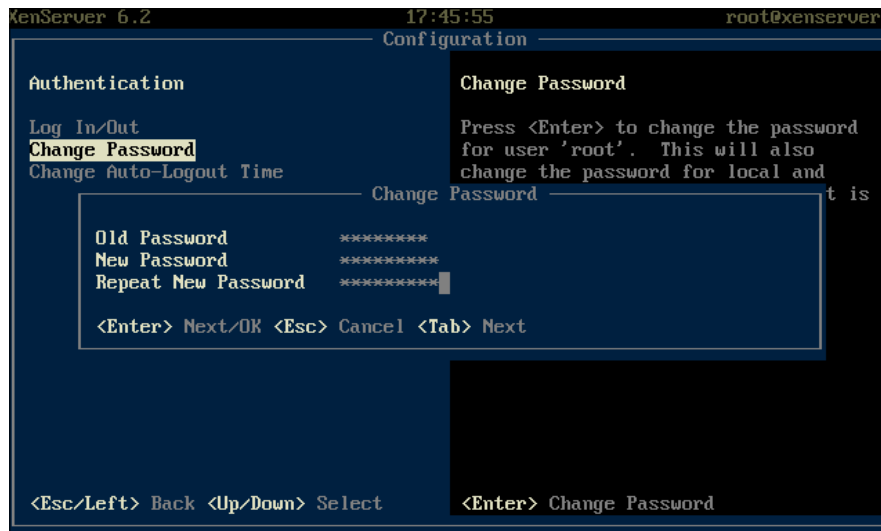 XenServer 6.2 17:45:55 root@xenserver
Configuration
Authentication
Log In/Out
Change Password
Change Auto-Logout Time
Change Password
Press <Enter> to change the password
for user 'root'. This will also
change the password for local and
t is
Change Password
Old Password ********
New Password *********
Repeat New Password *********
<Enter> Next/OK <Esc> Cancel <Tab> Next
<Esc/Left> Back <Up/Down> Select
<Enter> Change Password